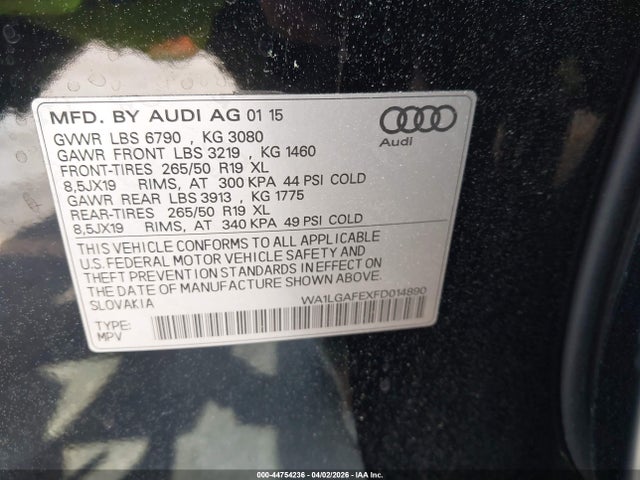 MFD. BY AUDI AG 01 15
GVWR LBS 6790 , KG 3080
GAWR FRONT LBS 3219 , KG 1460
FRONT-TIRES 265/50 R19 XL
8,5JX19 RIMS, AT 300 KPA 44 PSI COLD
GAWR REAR LBS 3913 , KG 1775
REAR-TIRES 265/50 R19 XL
8,5JX19 RIMS, AT 340 KPA 49 PSI COLD
THIS VEHICLE CONFORMS TO ALL APPLICABLE
U.S. FEDERAL MOTOR VEHICLE SAFETY AND
THEFT PREVENTION STANDARDS IN EFFECT ON
THE DATE OF MANUFACTURE SHOWN ABOVE.
SLOVAKIA WA1LGAFEXFD014890
TYPE:
MPV
Audi
000-44754236 - 04/02/2026 - IAA Inc.